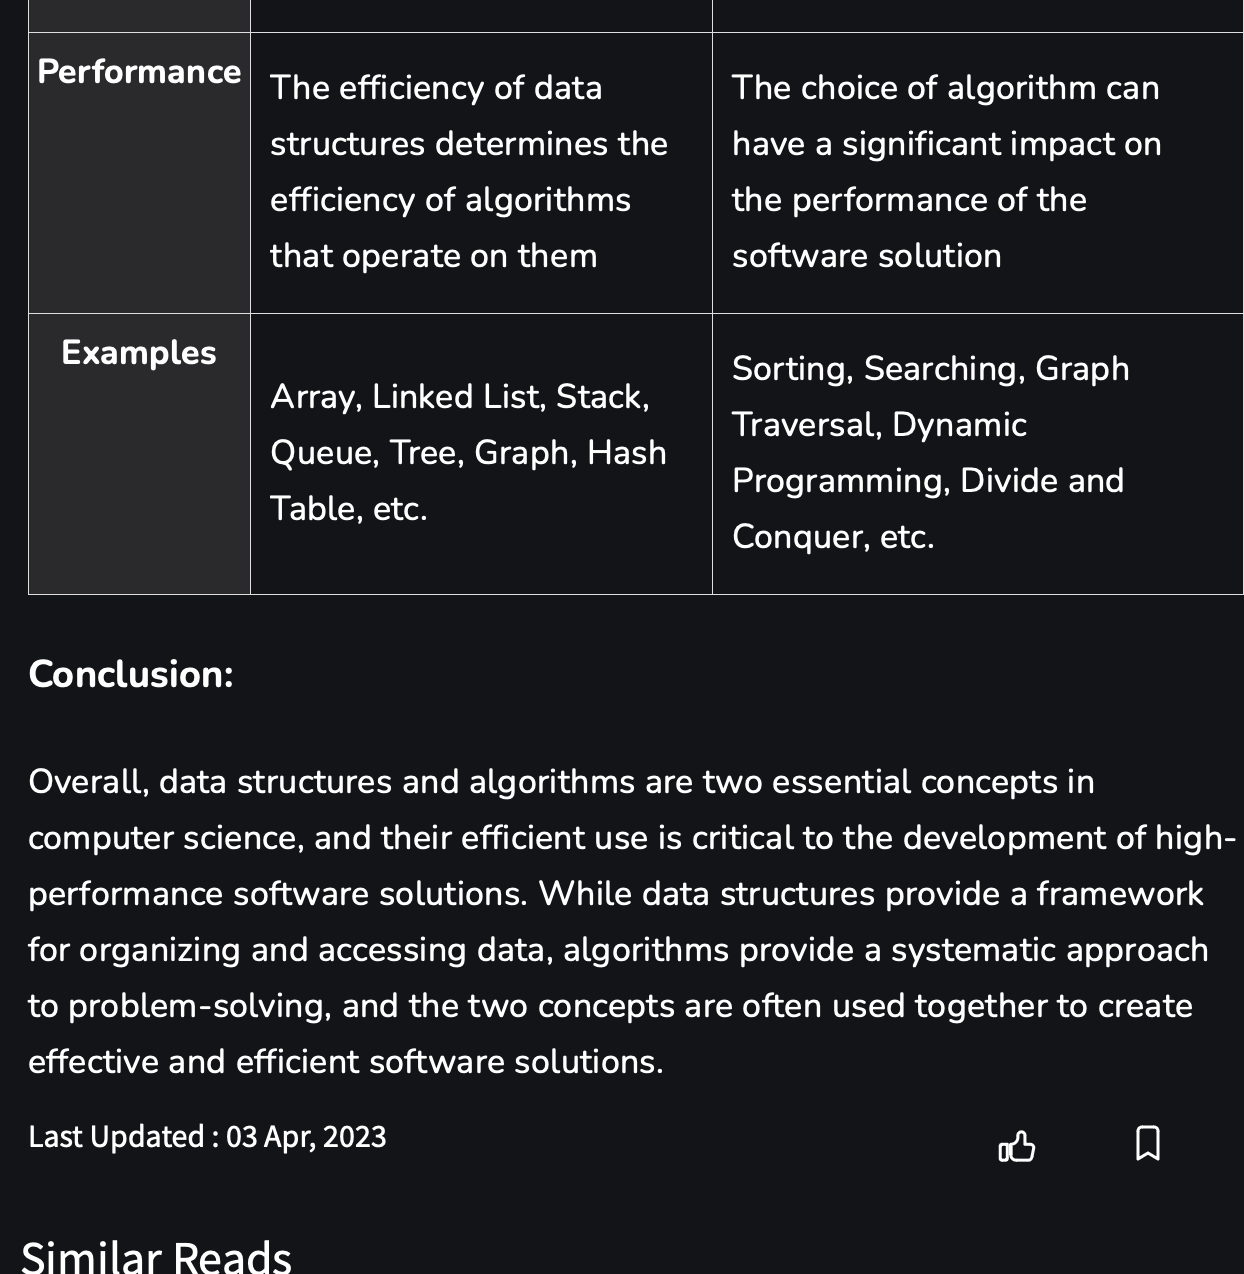 Performance
The efficiency of data
structures determines the
efficiency of algorithms
that operate on them
The choice of algorithm can
have a significant impact on
the performance of the
software solution
Examples
Array, Linked List, Stack,
Queue, Tree, Graph, Hash
Table, etc.
Sorting, Searching, Graph
Traversal, Dynamic
Programming, Divide and
Conquer, etc.
Conclusion:
Overall, data structures and algorithms are two essential concepts in
computer science, and their efficient use is critical to the development of high-
performance software solutions. While data structures provide a framework
for organizing and accessing data, algorithms provide a systematic approach
to problem-solving, and the two concepts are often used together to create
effective and efficient software solutions.
Last Updated : 03 Apr, 2023
Similar Reads